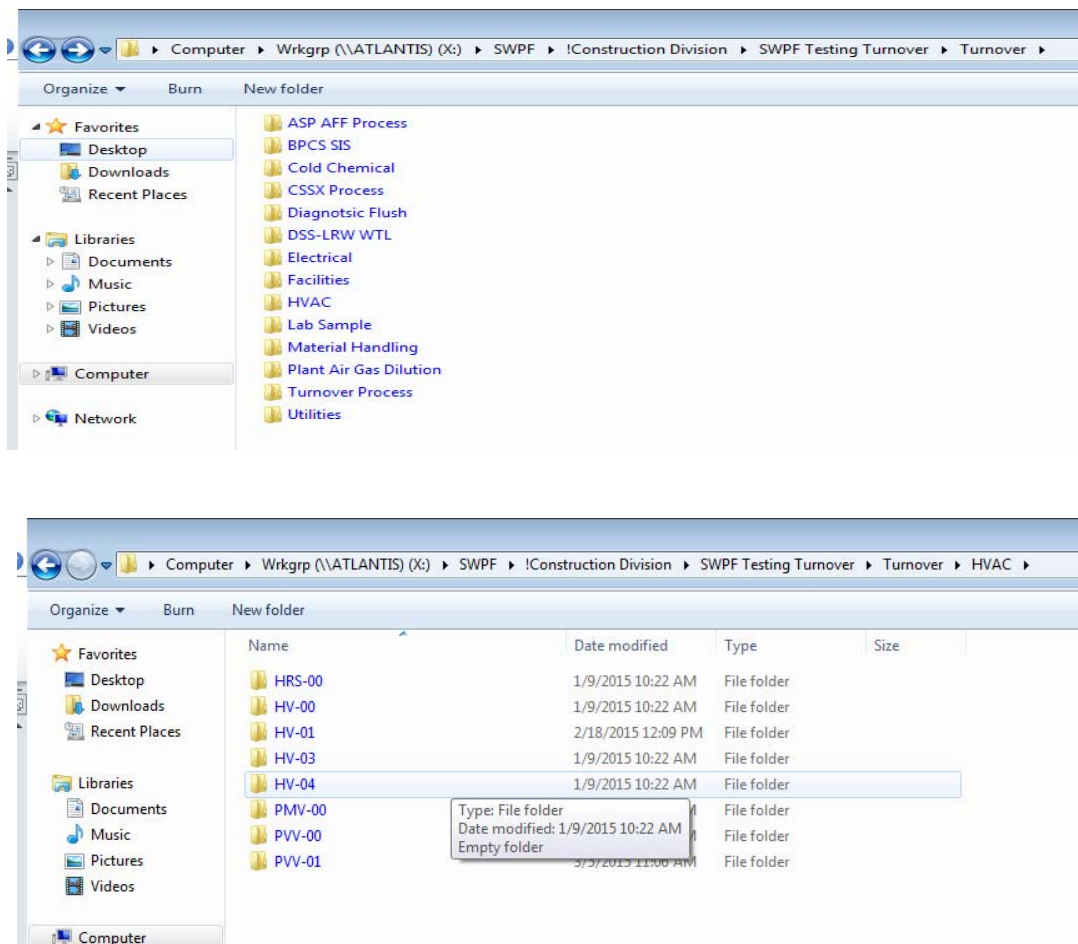 Computer ▸ Wrkgrp (\\ATLANTIS) (X:) ▸ SWPF ▸ !Construction Division ▸ SWPF Testing Turnover ▸ Turnover ▸
Organize Burn New folder
Favorites
Desktop
Downloads
Recent Places
Libraries
Documents
Music
Pictures
Videos
Computer
Network
ASP AFF Process
BPCS SIS
Cold Chemical
CSSX Process
Diagnotsic Flush
DSS-LRW WTL
Electrical
Facilities
HVAC
Lab Sample
Material Handling
Plant Air Gas Dilution
Turnover Process
Utilities
Computer ▸ Wrkgrp (\\ATLANTIS) (X:) ▸ SWPF ▸ !Construction Division ▸ SWPF Testing Turnover ▸ Turnover ▸ HVAC ▸
Organize Burn New folder
Favorites
Desktop
Downloads
Recent Places
Libraries
Documents
Music
Pictures
Videos
Computer
Name Date modified Type Size
HRS-00 1/9/2015 10:22 AM File folder
HV-00 1/9/2015 10:22 AM File folder
HV-01 2/18/2015 12:09 PM File folder
HV-03 1/9/2015 10:22 AM File folder
HV-04 1/9/2015 10:22 AM File folder
PMV-00 File folder
PVV-00 File folder
PVV-01 File folder
Type: File folder
Date modified: 1/9/2015 10:22 AM
Empty folder